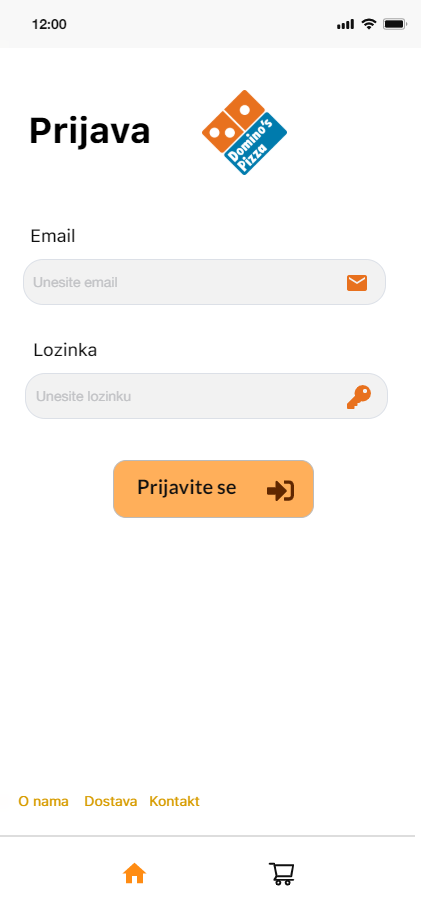 12:00
Prijava
Domino's
Pizza
Email
Unesite email
Lozinka
Unesite lozinku
Prijavite se
O nama Dostava Kontakt